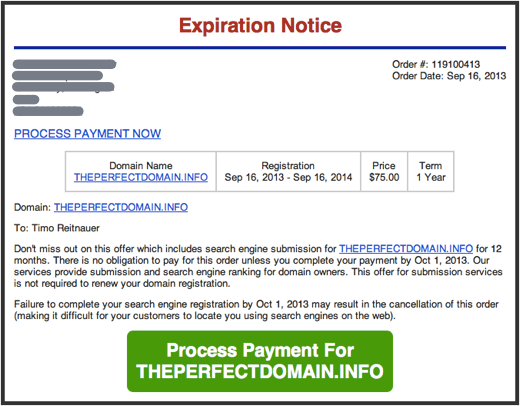 Expiration Notice
Order #: 119100413
Order Date: Sep 16, 2013
PROCESS PAYMENT NOW
Domain Name Registration Price Term
THEPERFECTDOMAIN.INFO Sep 16, 2013 - Sep 16, 2014 $75.00 1 Year
Domain: THEPERFECTDOMAIN.INFO
To: Timo Reitnauer
Don't miss out on this offer which includes search engine submission for THEPERFECTDOMAIN.INFO for 12
months. There is no obligation to pay for this order unless you complete your payment by Oct 1, 2013. Our
services provide submission and search engine ranking for domain owners. This offer for submission services
is not required to renew your domain registration.
Failure to complete your search engine registration by Oct 1, 2013 may result in the cancellation of this order
(making it difficult for your customers to locate you using search engines on the web).
Process Payment For
THEPERFECTDOMAIN.INFO